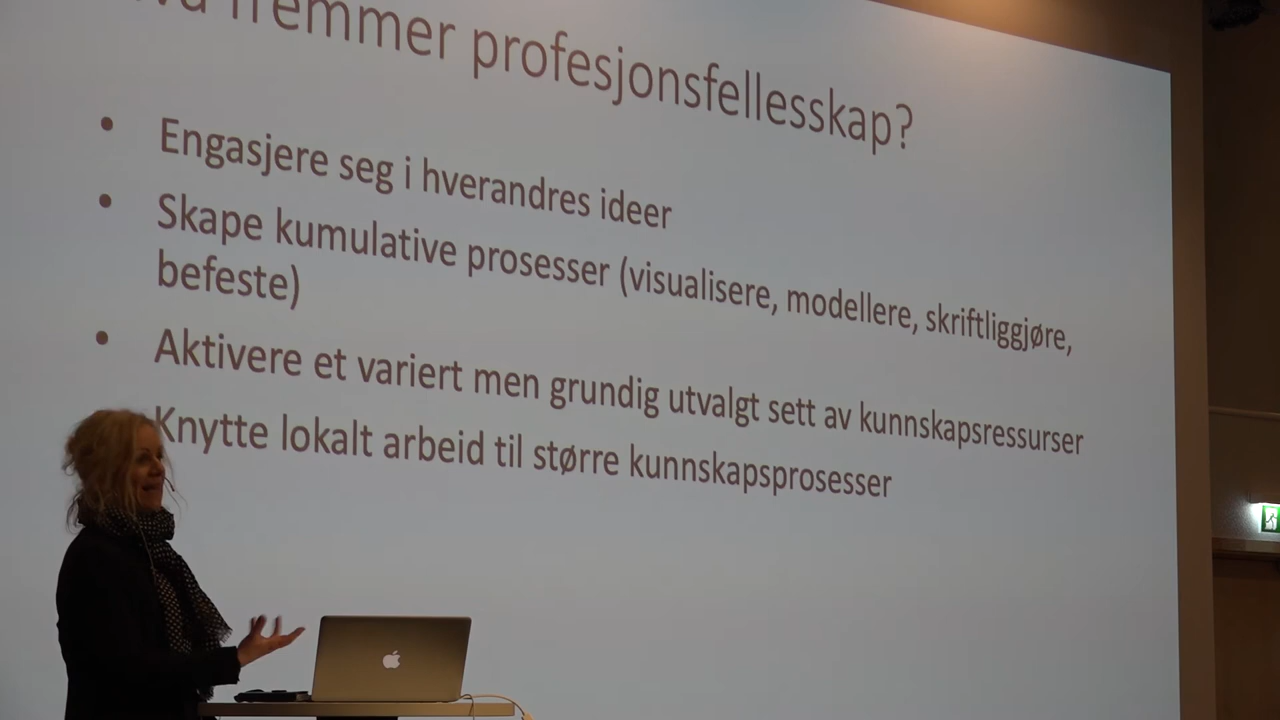 fremmer profesjonsfellesskap?
• Engasjere seg i hverandres ideer
• Skape kumulative prosesser (visualisere, modellere, skriftliggjøre,
befeste)
• Aktivere et variert men grundig utvalgt sett av kunnskapsressurser
Knytte lokalt arbeid til større kunnskapsprosesser